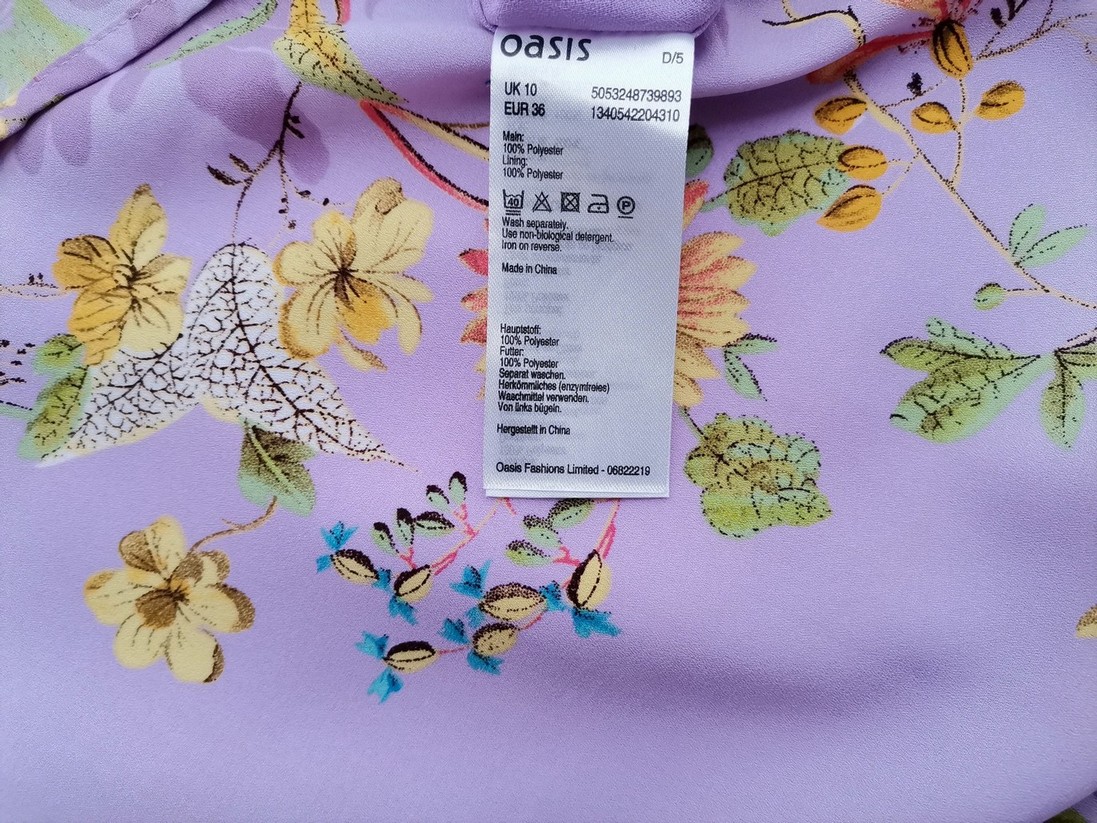 oasis
D/5
UK 10 5053248739893
EUR 36 1340542204310
Main:
100% Polyester
Lining:
100% Polyester
40 P
Wash separately.
Use non-biological detergent.
Iron on reverse.
Made in China
Hauptstoff:
100% Polyester
Futter:
100% Polyester
Separat waschen.
Herkömmliches (enzymfreies)
Waschmittel verwenden.
Von links bügeln.
Hergestellt in China
Oasis Fashions Limited - 06822219